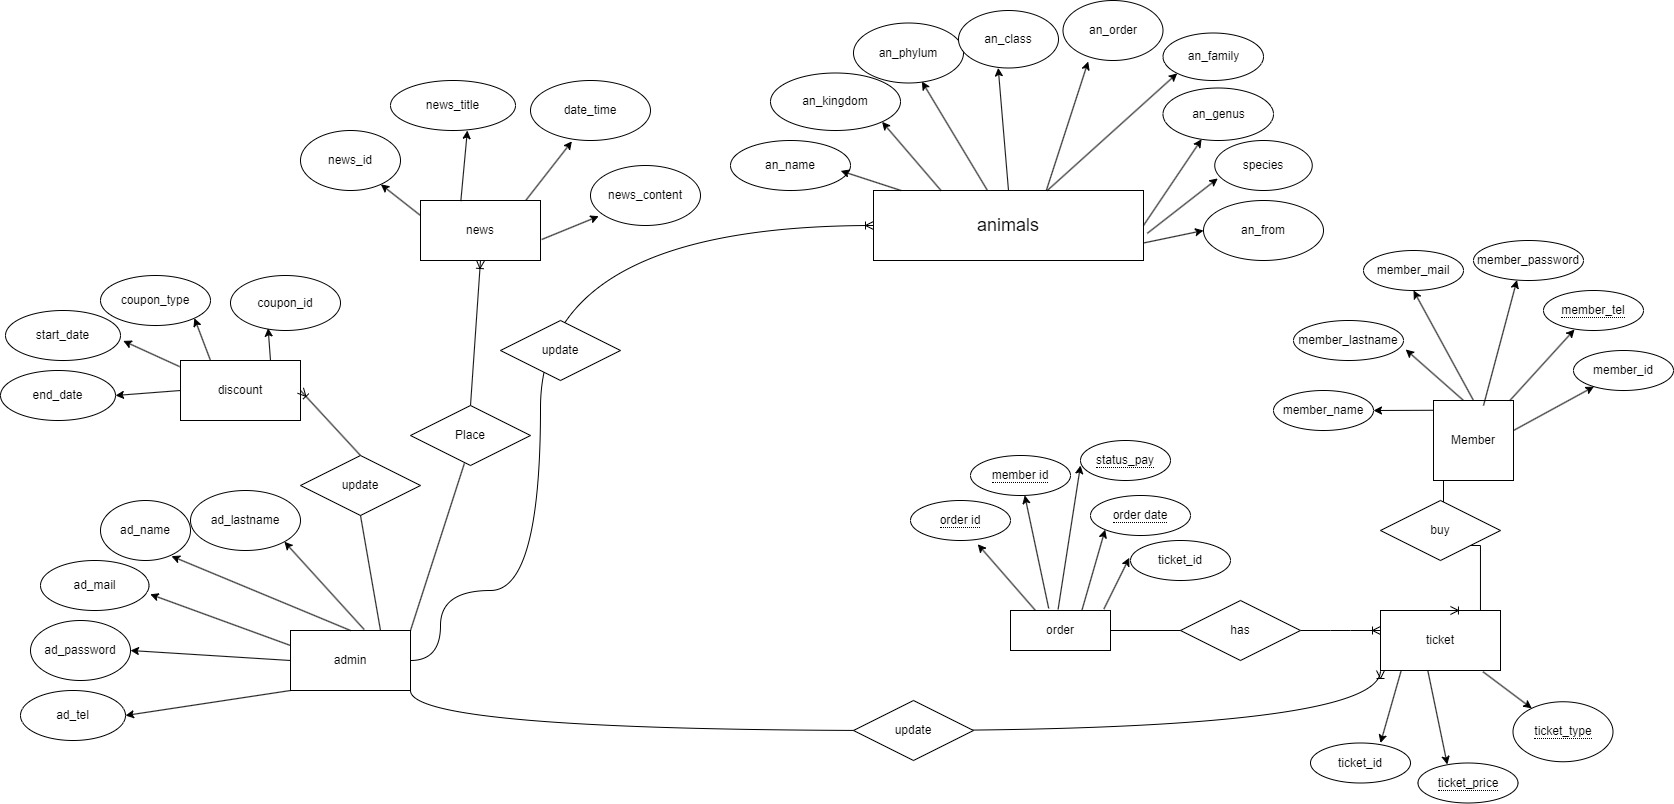 an_order
an_class
an_phylum
an_family
an_kingdom
an_genus
news_title
date_time
news_id
an_name
species
news_content
animals
news
an_from
member_password
member_mail
coupon_type
coupon_id
member_tel
start_date
member_lastname
update
member_id
discount
end_date
member_name
Place
Member
status_pay
member id
update
order date
order id
ad_lastname
ad_name
buy
ticket_id
ad_mail
order
has
ticket
ad_password
admin
ad_tel
update
ticket_type
ticket_id
ticket_price